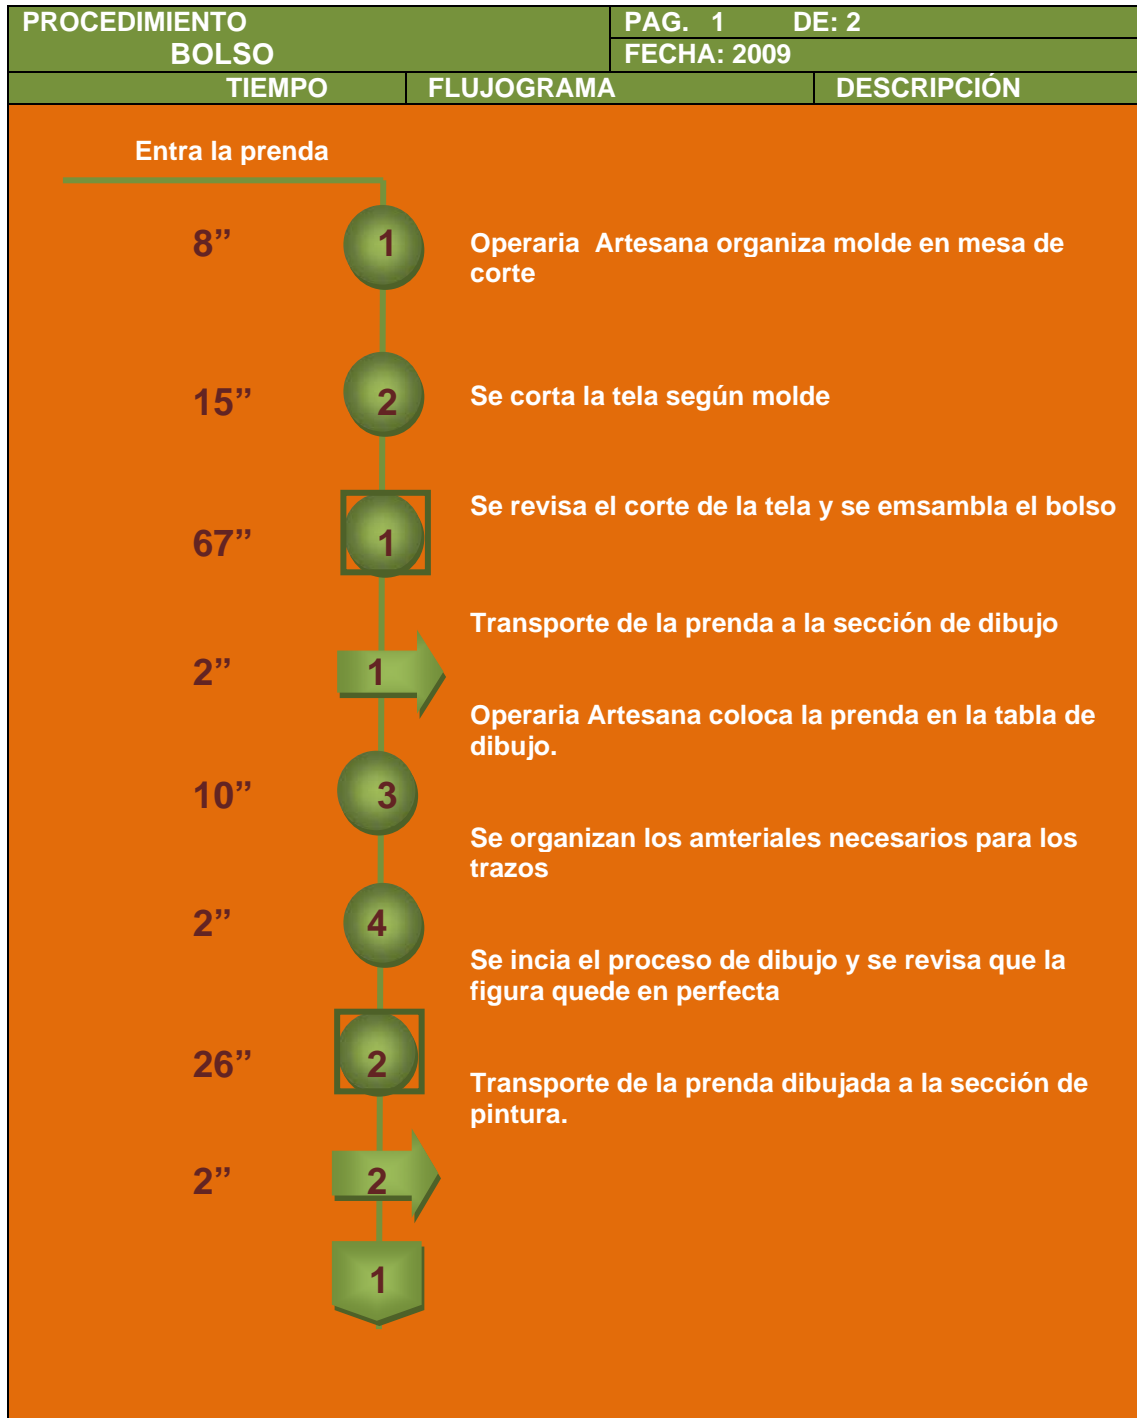 PROCEDIMIENTO
BOLSO
PAG. 1 DE: 2
FECHA: 2009
TIEMPO FLUJOGRAMA DESCRIPCIÓN
Entra la prenda
8” 1 Operaria Artesana organiza molde en mesa de
corte
15” 2 Se corta la tela según molde
Se revisa el corte de la tela y se emsambla el bolso
67” 1
Transporte de la prenda a la sección de dibujo
2” 1
Operaria Artesana coloca la prenda en la tabla de
dibujo.
10” 3
Se organizan los amteriales necesarios para los
trazos
2” 4
Se incia el proceso de dibujo y se revisa que la
figura quede en perfecta
26” 2
Transporte de la prenda dibujada a la sección de
pintura.
2” 2
1